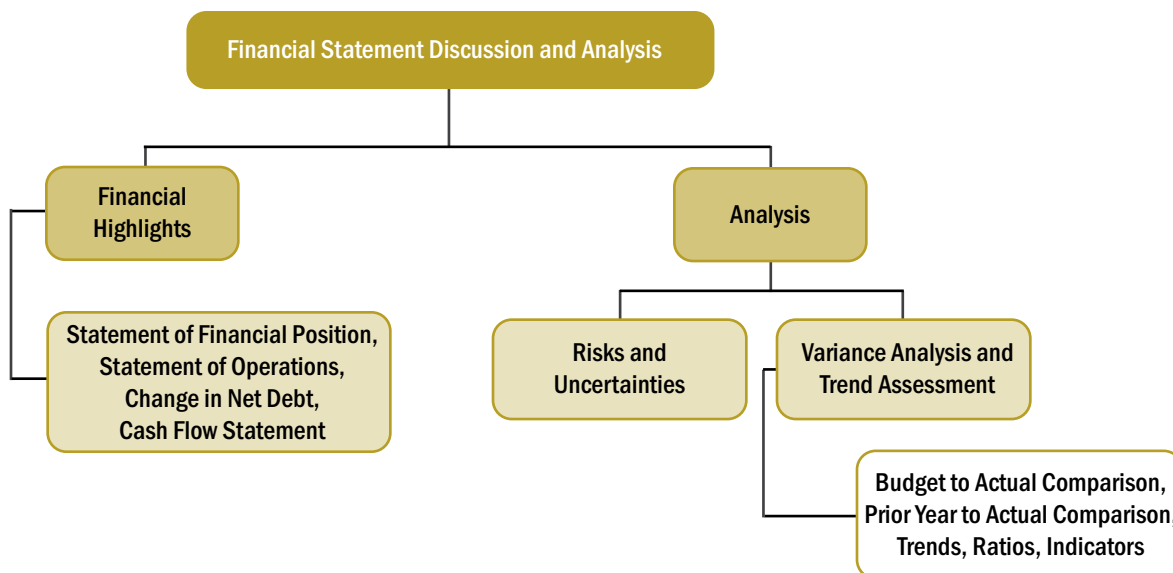 Financial Statement Discussion and Analysis
Financial
Highlights
Analysis
Statement of Financial Position,
Statement of Operations,
Change in Net Debt,
Cash Flow Statement
Risks and
Uncertainties
Variance Analysis and
Trend Assessment
Budget to Actual Comparison,
Prior Year to Actual Comparison,
Trends, Ratios, Indicators